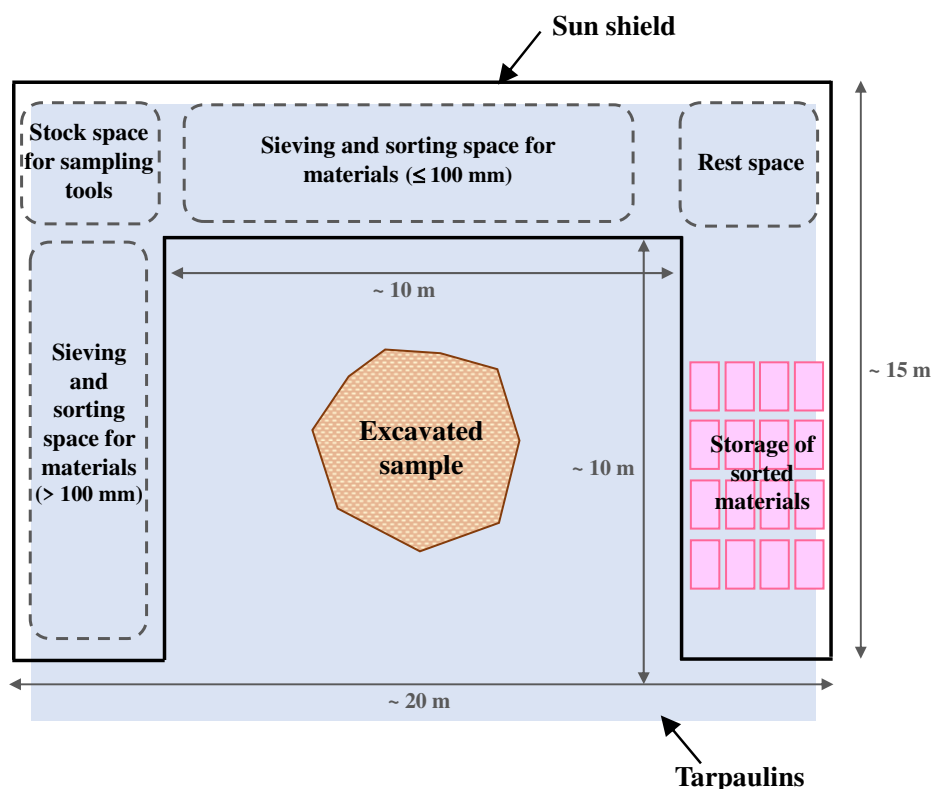 Sun shield
Stock space
for sampling
tools
Sieving and sorting space for
materials (≤ 100 mm)
Rest space
~ 10 m
Sieving
and
sorting
space for
materials
(> 100 mm)
Excavated
sample
~ 10 m
Storage of
sorted
materials
~ 15 m
~ 20 m
Tarpaulins